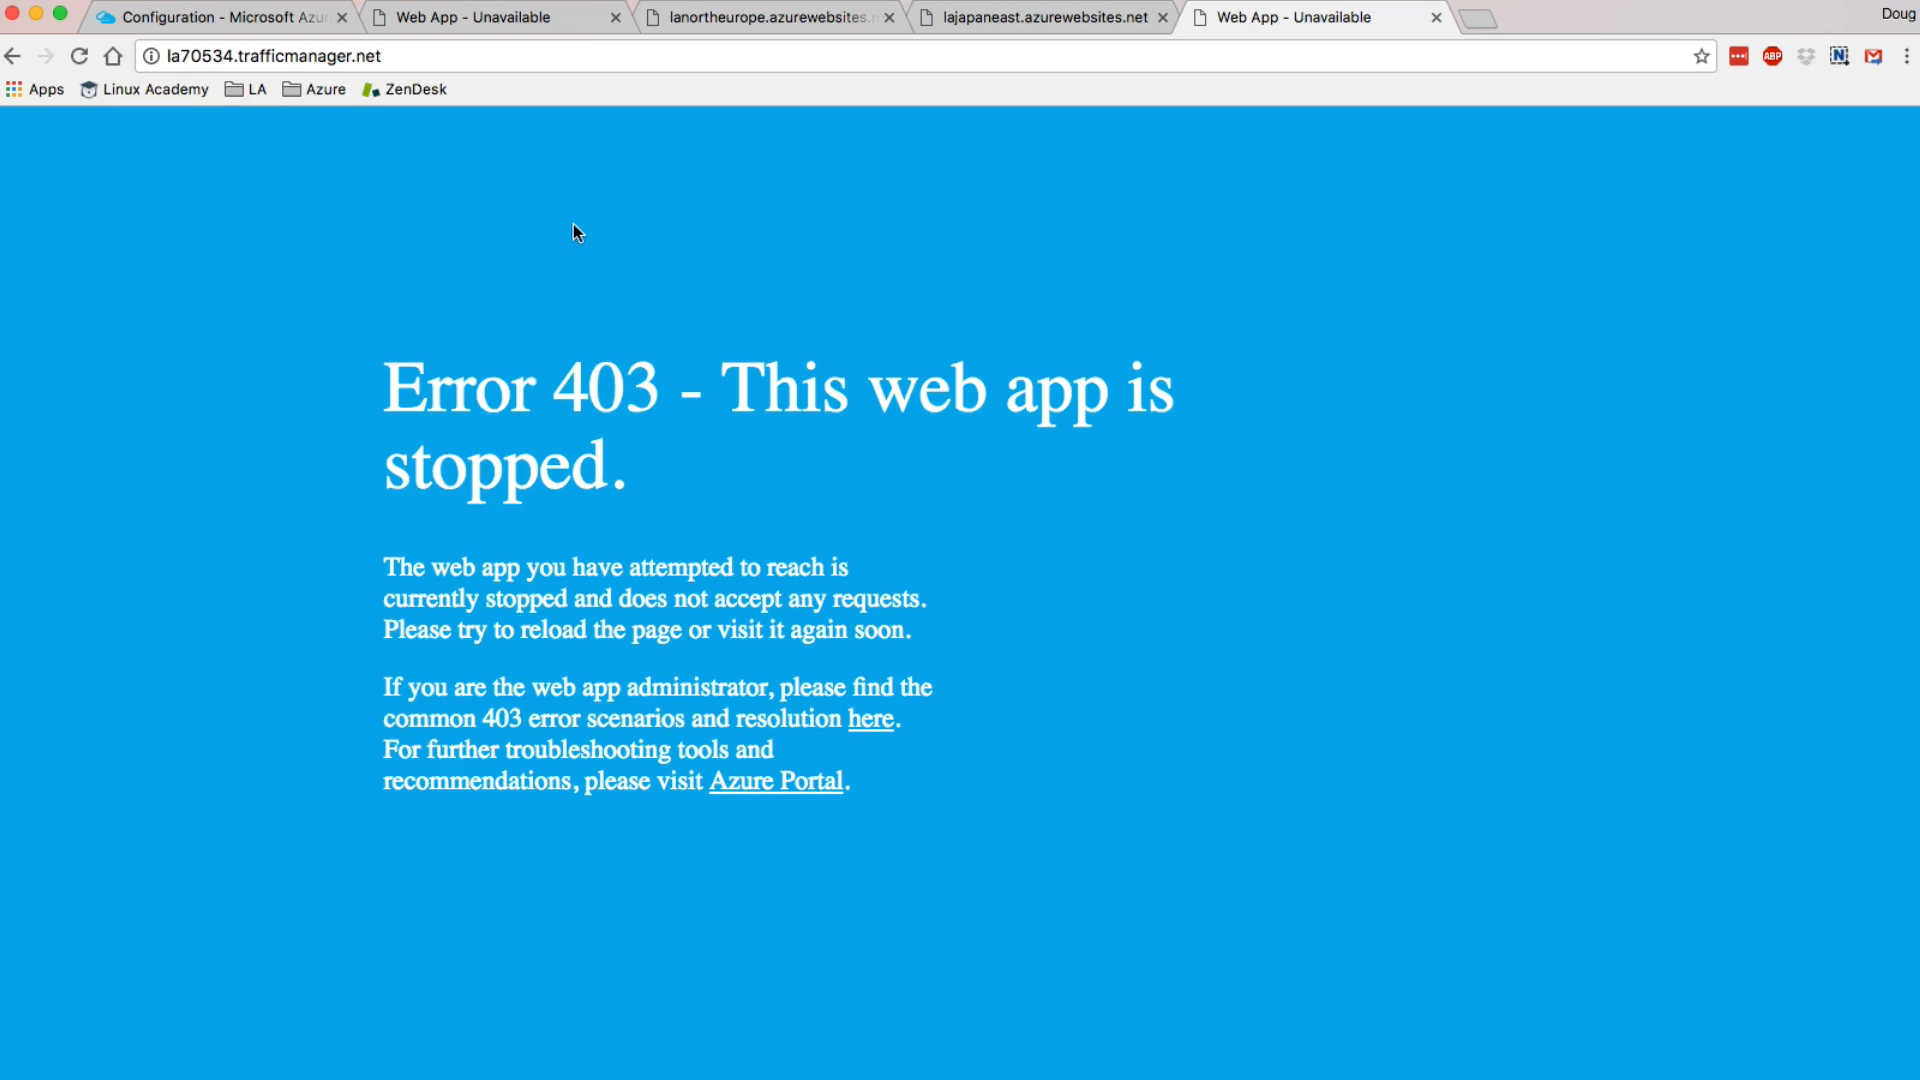 Configuration - Microsoft Azur
Web App - Unavailable
lanortheurope.azurewebsites.n
lajapaneast.azurewebsites.net
Web App - Unavailable
Doug
la70534.trafficmanager.net
ABP
N
Apps
Linux Academy
LA
Azure
ZenDesk
Error 403 - This web app is
stopped.
The web app you have attempted to reach is
currently stopped and does not accept any requests.
Please try to reload the page or visit it again soon.
If you are the web app administrator, please find the
common 403 error scenarios and resolution here.
For further troubleshooting tools and
recommendations, please visit Azure Portal.